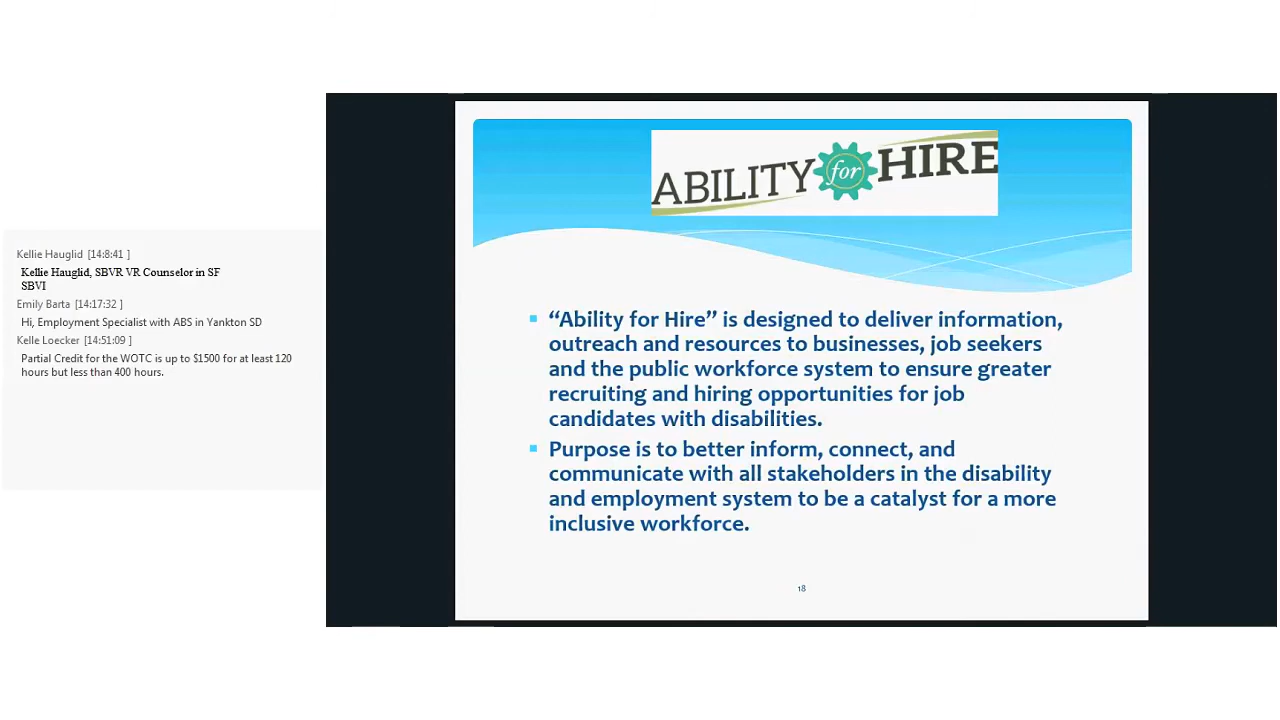 Kellie Hauglid [14:8:41 ]
Kellie Hauglid, SBVR VR Counselor in SF
SBVI
Emily Barta [14:17:32 ]
Hi, Employment Specialist with ABS in Yankton SD
Kelle Loecker [14:51:09 ]
Partial Credit for the WOTC is up to $1500 for at least 120
hours but less than 400 hours.
ABILITY for HIRE
“Ability for Hire” is designed to deliver information,
outreach and resources to businesses, job seekers
and the public workforce system to ensure greater
recruiting and hiring opportunities for job
candidates with disabilities.
Purpose is to better inform, connect, and
communicate with all stakeholders in the disability
and employment system to be a catalyst for a more
inclusive workforce.
18